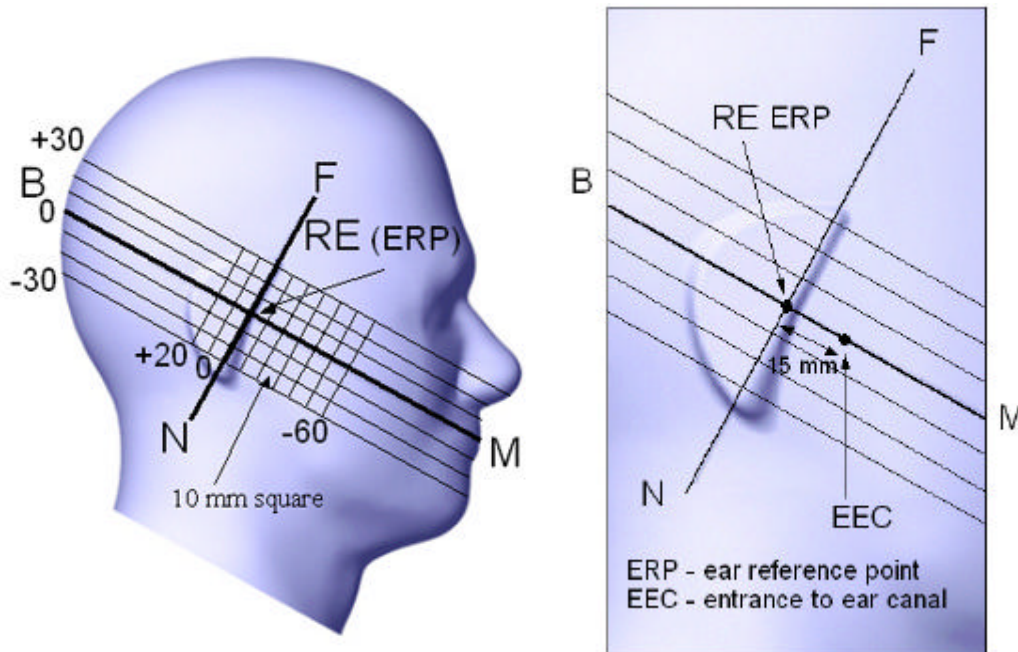 +30
B
0
-30
F
RE (ERP)
+20
0
N
-60
M
10 mm square
F
RE ERP
B
15 mm
M
N
EEC
ERP - ear reference point
EEC - entrance to ear canal